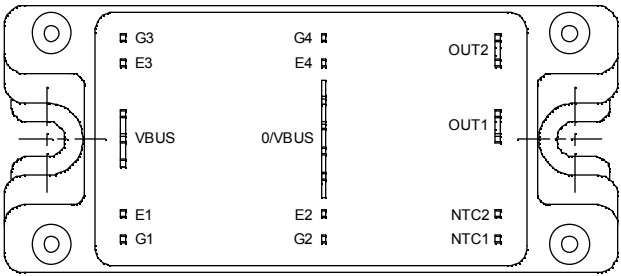 G3 G4
OUT2
E3 E4
VBUS 0/VBUS OUT1
E1 E2 NTC2
G1 G2 NTC1